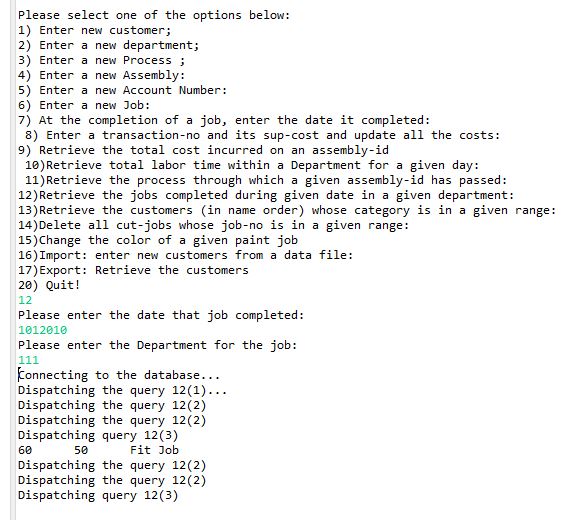 Please select one of the options below:
1) Enter new customer;
2) Enter a new department;
3) Enter a new Process ;
4) Enter a new Assembly:
5) Enter a new Account Number:
6) Enter a new Job:
7) At the completion of a job, enter the date it completed:
8) Enter a transaction-no and its sup-cost and update all the costs:
9) Retrieve the total cost incurred on an assembly-id
10)Retrieve total labor time within a Department for a given day:
11)Retrieve the process through which a given assembly-id has passed:
12)Retrieve the jobs completed during given date in a given department:
13)Retrieve the customers (in name order) whose category is in a given range:
14)Delete all cut-jobs whose job-no is in a given range:
15)Change the color of a given paint job
16)Import: enter new customers from a data file:
17)Export: Retrieve the customers
20) Quit!
12
Please enter the date that job completed:
1012010
Please enter the Department for the job:
111
Connecting to the database...
Dispatching the query 12(1)...
Dispatching the query 12(2)
Dispatching the query 12(2)
Dispatching query 12(3)
60 50 Fit Job
Dispatching the query 12(2)
Dispatching the query 12(2)
Dispatching query 12(3)